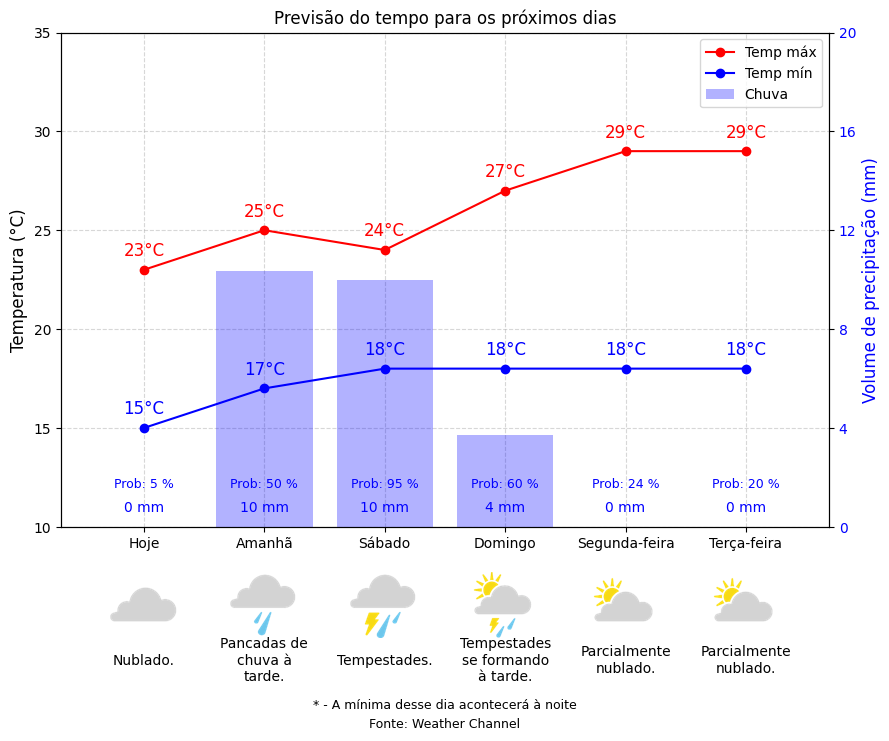 Previsão do tempo para os próximos dias
35
30
25
20
15
10
Temperatura (°C)
20
16
12
8
4
0
Volume de precipitação (mm)
Temp máx
Temp mín
Chuva
23°C
25°C
24°C
27°C
29°C
29°C
15°C
17°C
18°C
18°C
18°C
18°C
Prob: 5 %
Prob: 50 %
Prob: 95 %
Prob: 60 %
Prob: 24 %
Prob: 20 %
0 mm
10 mm
10 mm
4 mm
0 mm
0 mm
Hoje
Amanhã
Sábado
Domingo
Segunda-feira
Terça-feira
Nublado.
Pancadas de
chuva à
tarde.
Tempestades.
Tempestades
se formando
à tarde.
Parcialmente
nublado.
Parcialmente
nublado.
* - A mínima desse dia acontecerá à noite
Fonte: Weather Channel